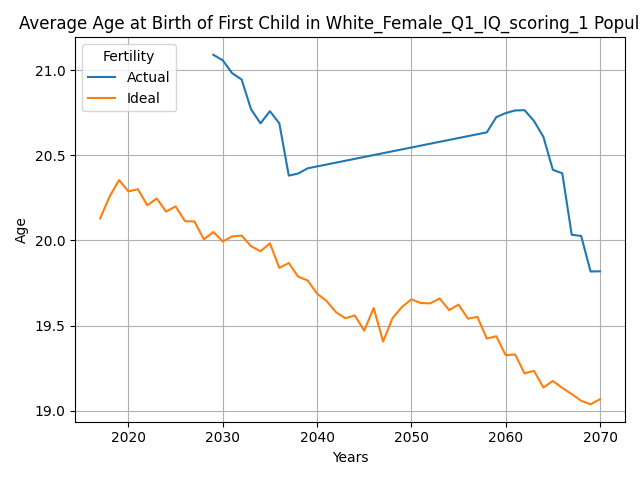 Average Age at Birth of First Child in White_Female_Q1_IQ_scoring_1 Popul
Fertility
Actual
Ideal
21.0
20.5
20.0
19.5
19.0
Age
2020 2030 2040 2050 2060 2070
Years